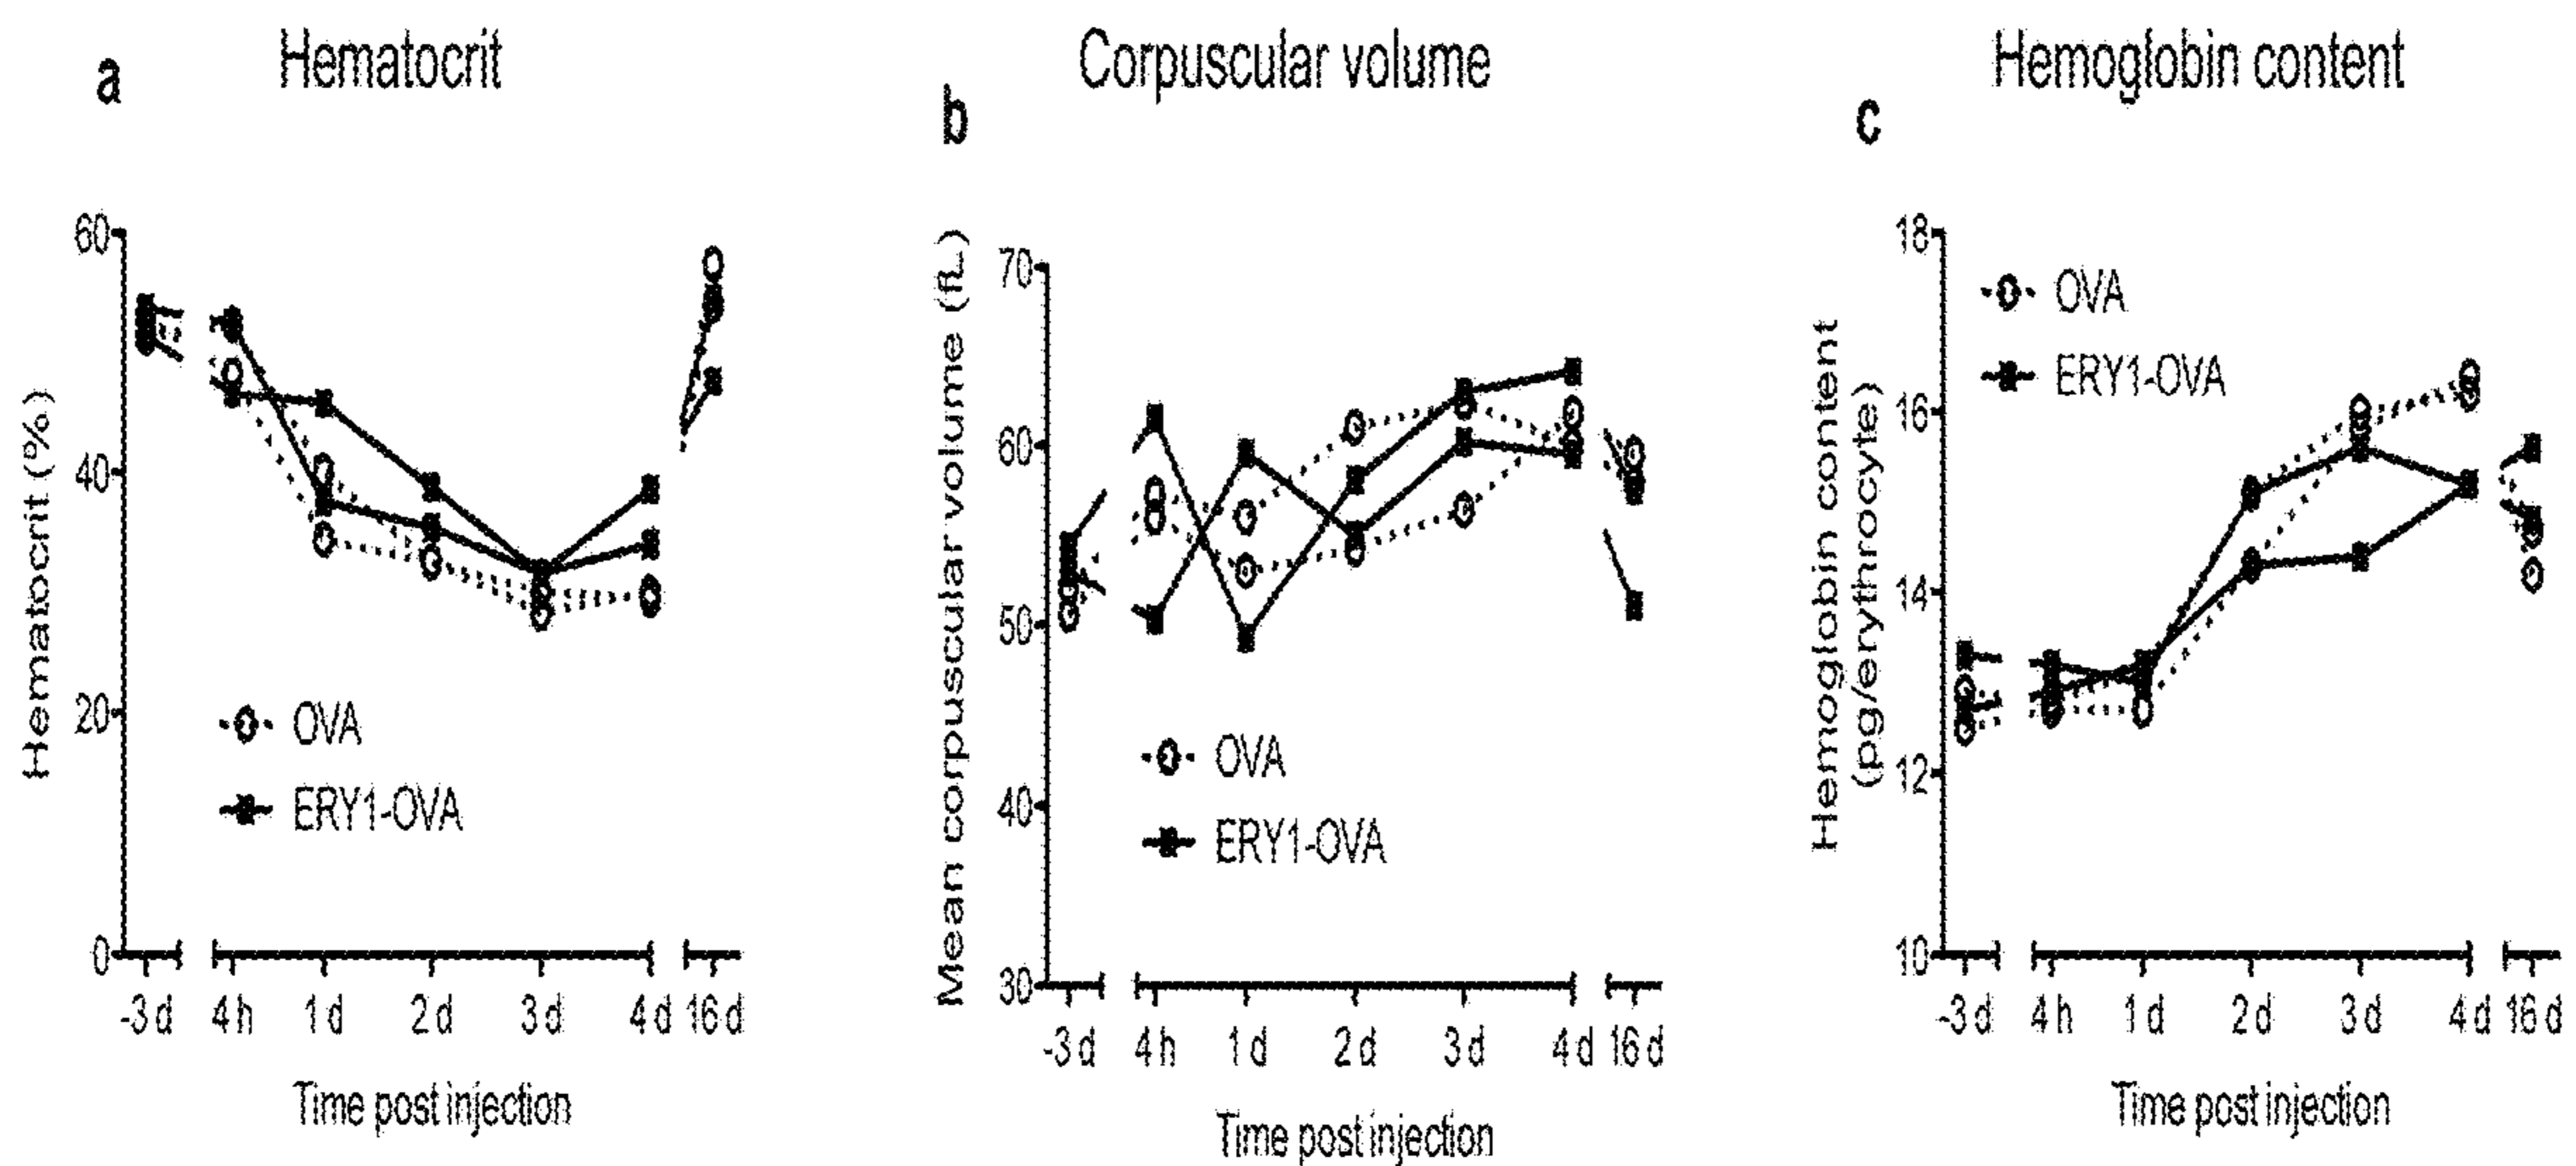 a
Hematocrit
Hematocrit (%)
60
40
20
0
OVA
ERY1-OVA
-3 d
4 h
1 d
2 d
3 d
4 d
16 d
Time post injection
b
Corpuscular volume
Mean corpuscular volume (fL)
70
60
50
40
30
OVA
ERY1-OVA
-3 d
4 h
1 d
2 d
3 d
4 d
16 d
Time post injection
c
Hemoglobin content
Hemoglobin content
(pg/erythrocyte)
18
16
14
12
10
OVA
ERY1-OVA
-3 d
4 h
1 d
2 d
3 d
4 d
16 d
Time post injection